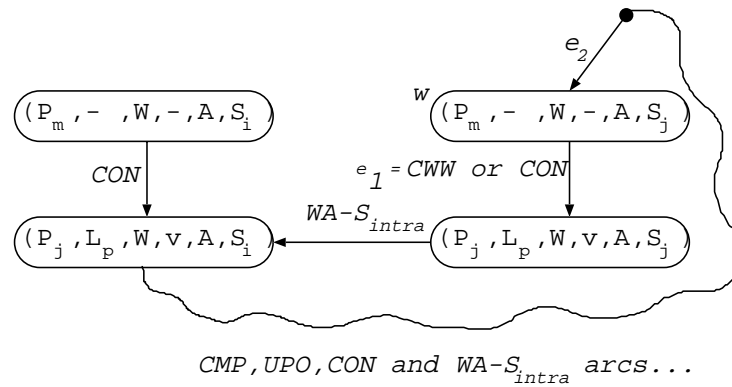 e2
w
(Pm,- ,W,-,A,Si)
(Pm,- ,W,-,A,Sj)
CON
e1 = CWW or CON
WA-Sintra
(Pj,Lp,W,v,A,Si)
(Pj,Lp,W,v,A,Sj)
CMP,UPO,CON and WA-Sintra arcs...